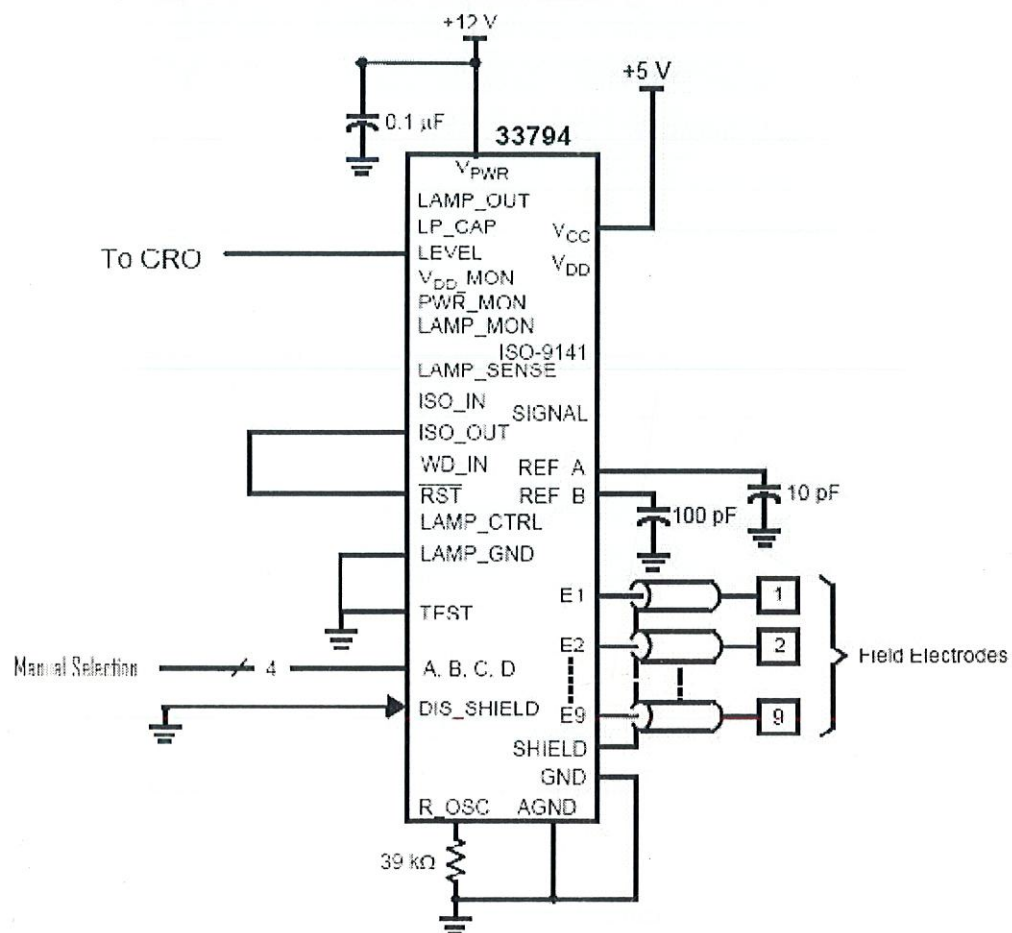 +12 V
+5 V
0.1 µF
33794
VPWR
LAMP_OUT
LP_CAP
VCC
To CRO
LEVEL
VDD
VDD_MON
PWR_MON
LAMP_MON
ISO-9141
LAMP_SENSE
ISO_IN
SIGNAL
ISO_OUT
WD_IN
REF A
10 pF
RST
REF B
100 pF
LAMP_CTRL
LAMP_GND
E1
1
TEST
E2
2
Field Electrodes
Manual Selection
4
A, B, C, D
DIS_SHIELD
E9
9
SHIELD
GND
R_OSC
AGND
39 kΩ